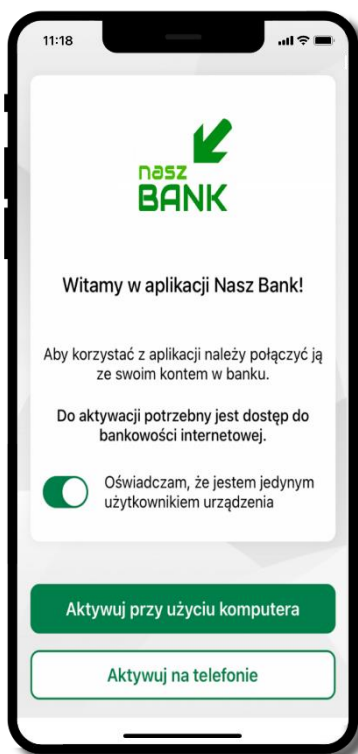 11:18
nasz
BANK
Witamy w aplikacji Nasz Bank!
Aby korzystać z aplikacji należy połączyć ją
ze swoim kontem w banku.
Do aktywacji potrzebny jest dostęp do
bankowości internetowej.
Oświadczam, że jestem jedynym
użytkownikiem urządzenia
Aktywuj przy użyciu komputera
Aktywuj na telefonie